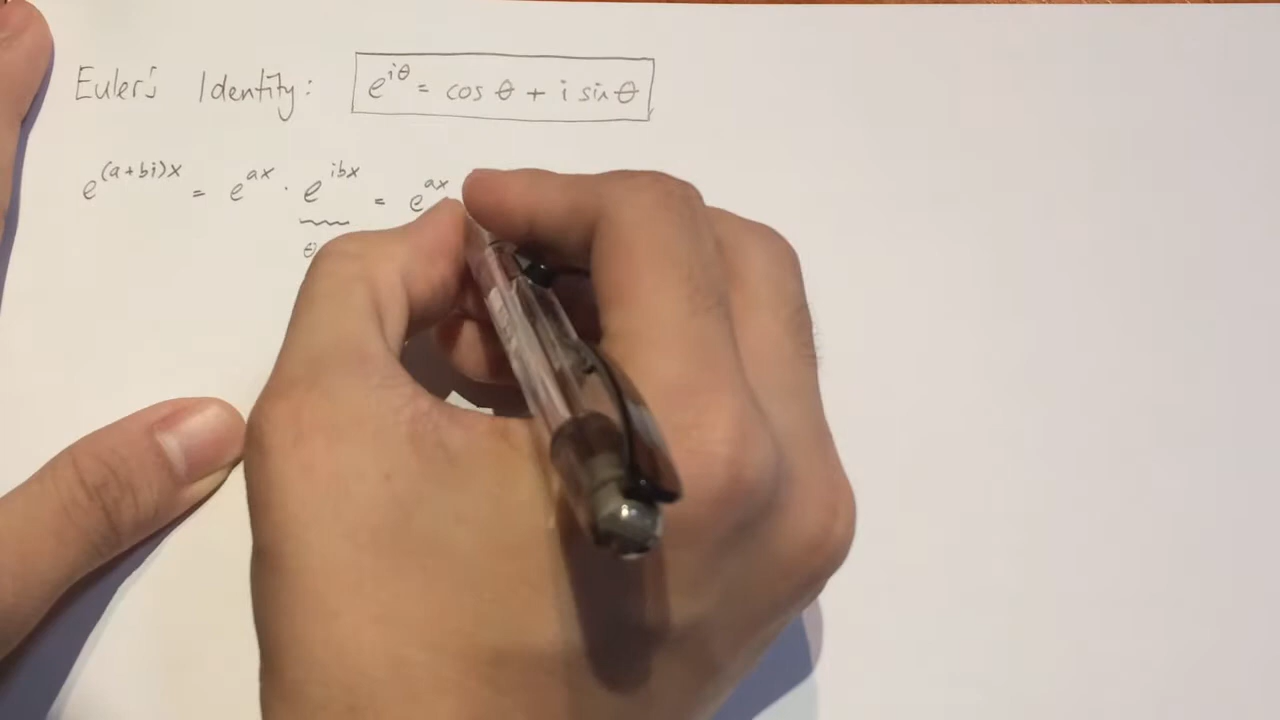 Euler's Identity: e^{iθ} = cos θ + i sin θ
e^{(a+bi)x} = e^{ax} · e^{ibx} = e^{ax}
θ